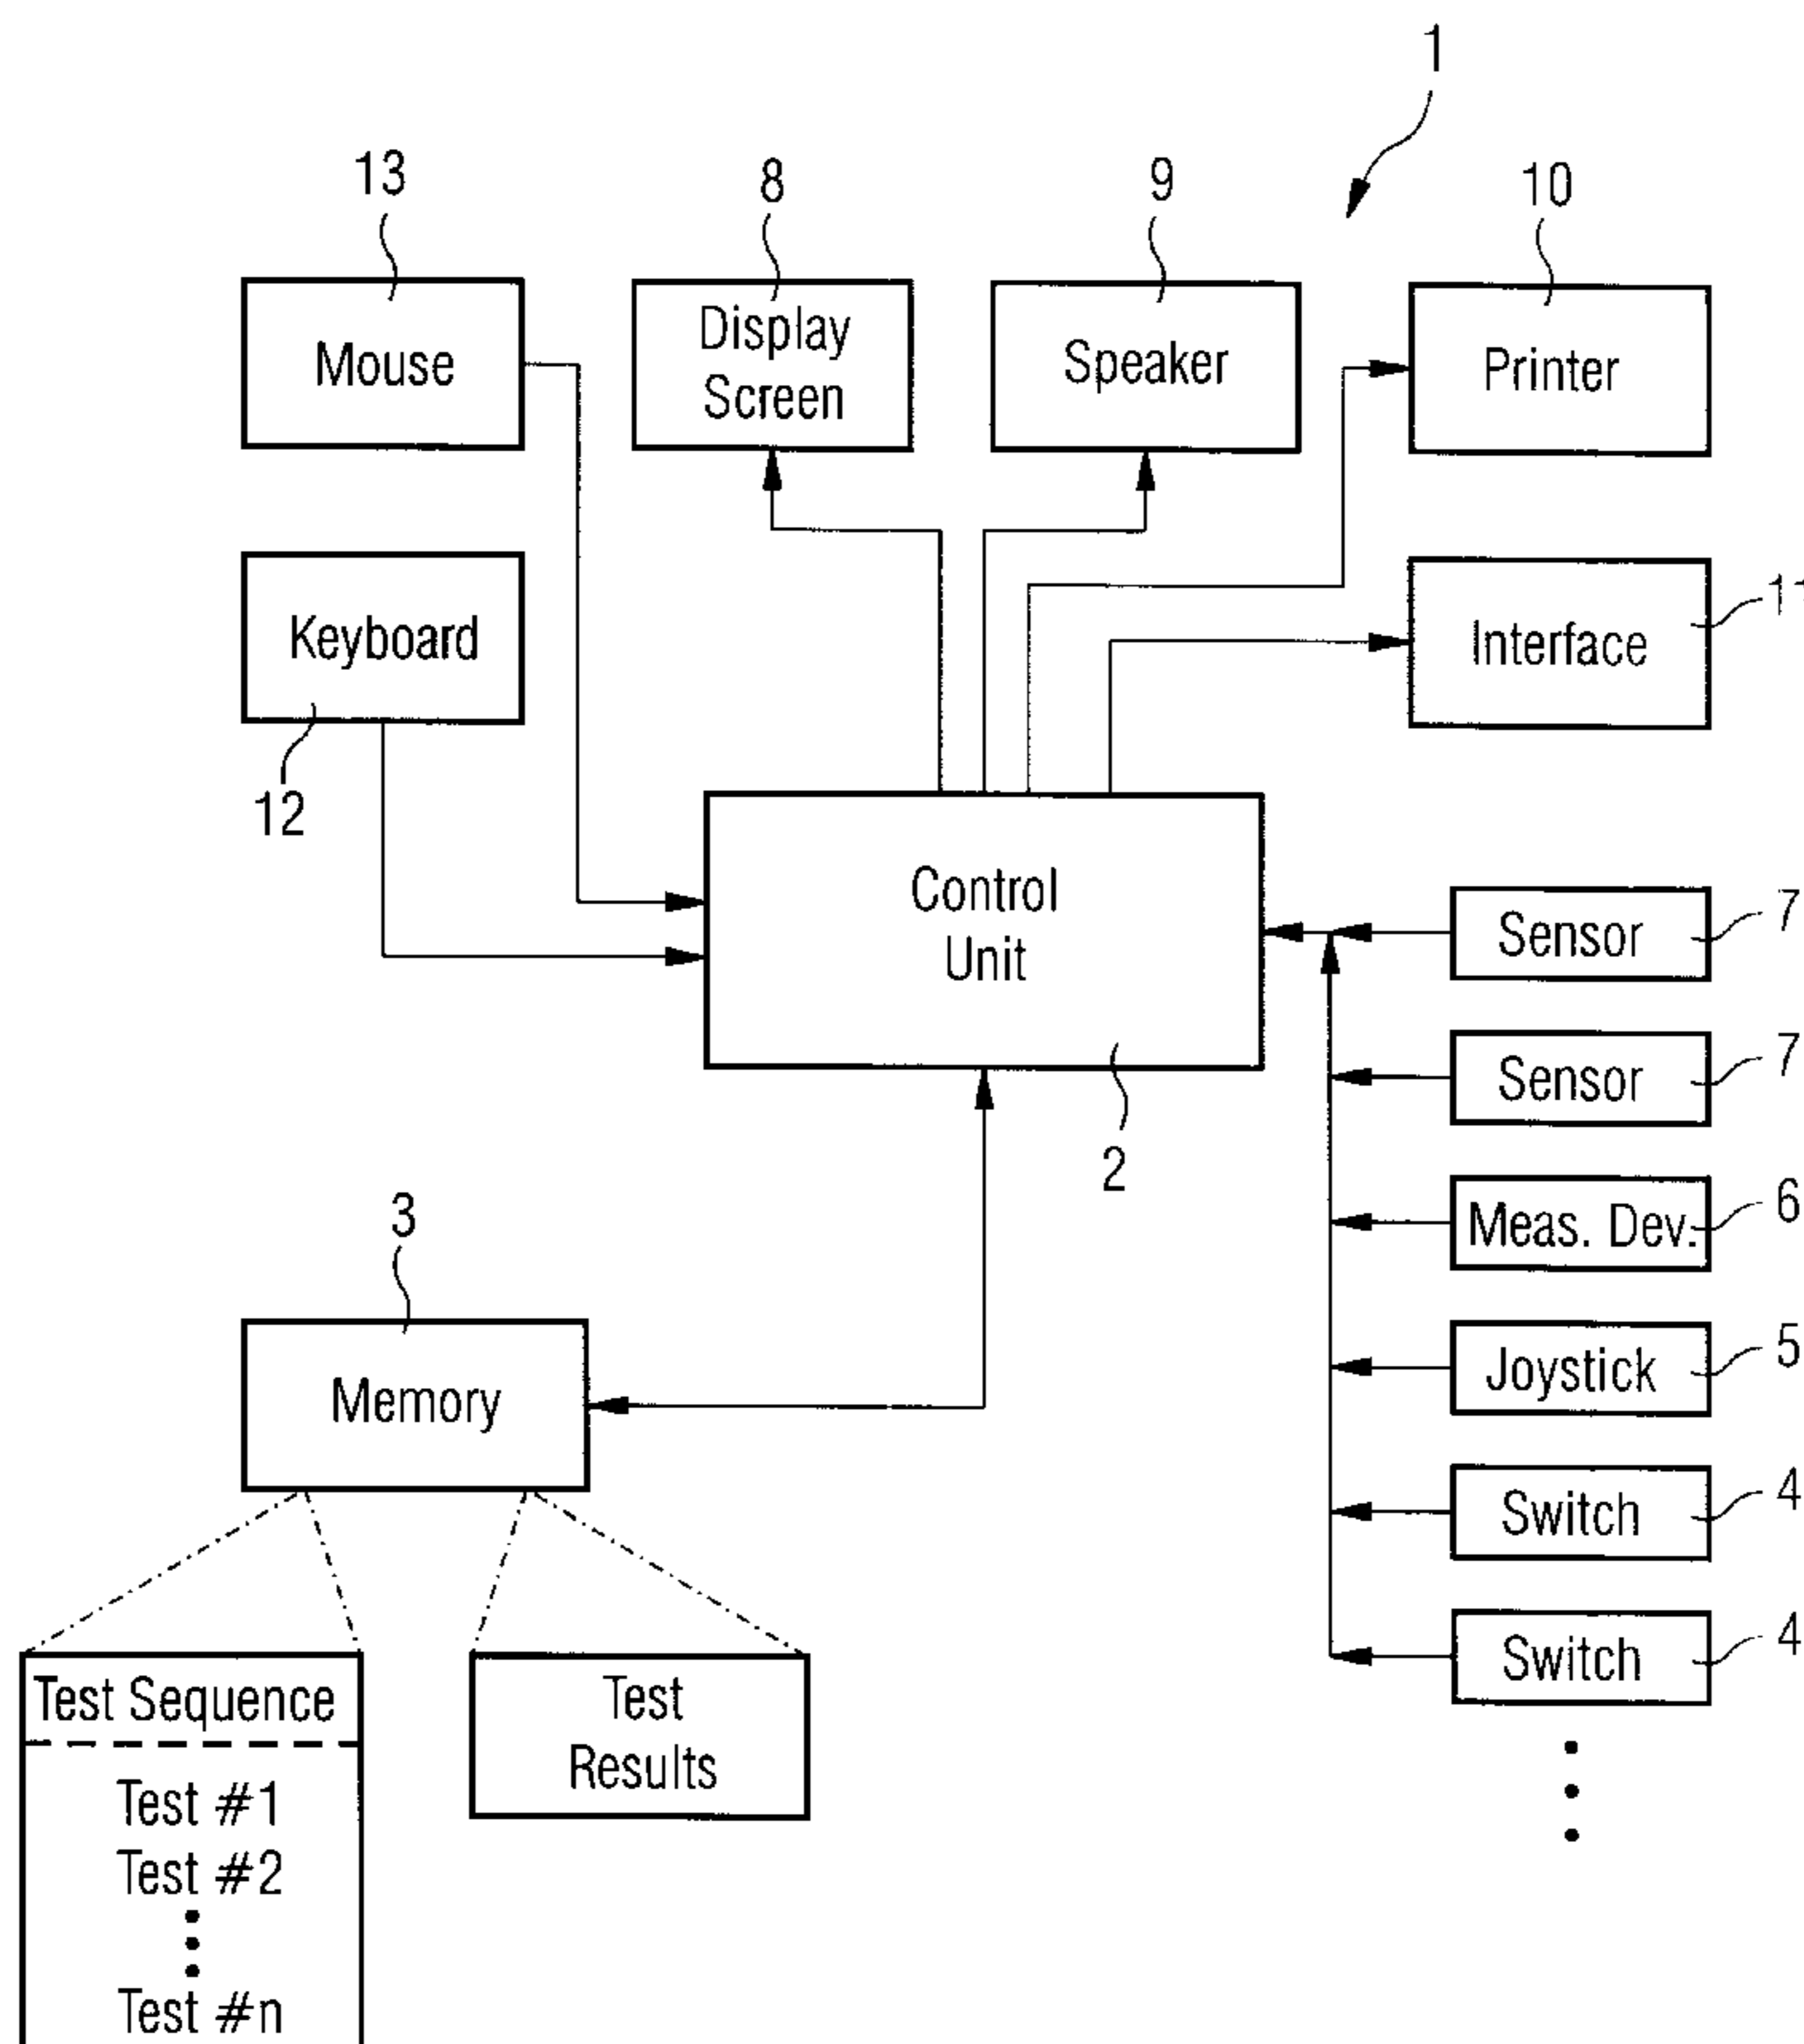 1
13
8
9
10
Mouse
Display
Screen
Speaker
Printer
Keyboard
Interface
11
12
Control
Unit
2
Sensor
7
Sensor
7
Meas. Dev.
6
Joystick
5
Switch
4
Switch
4
3
Memory
Test Sequence
Test #1
Test #2
Test #n
Test
Results